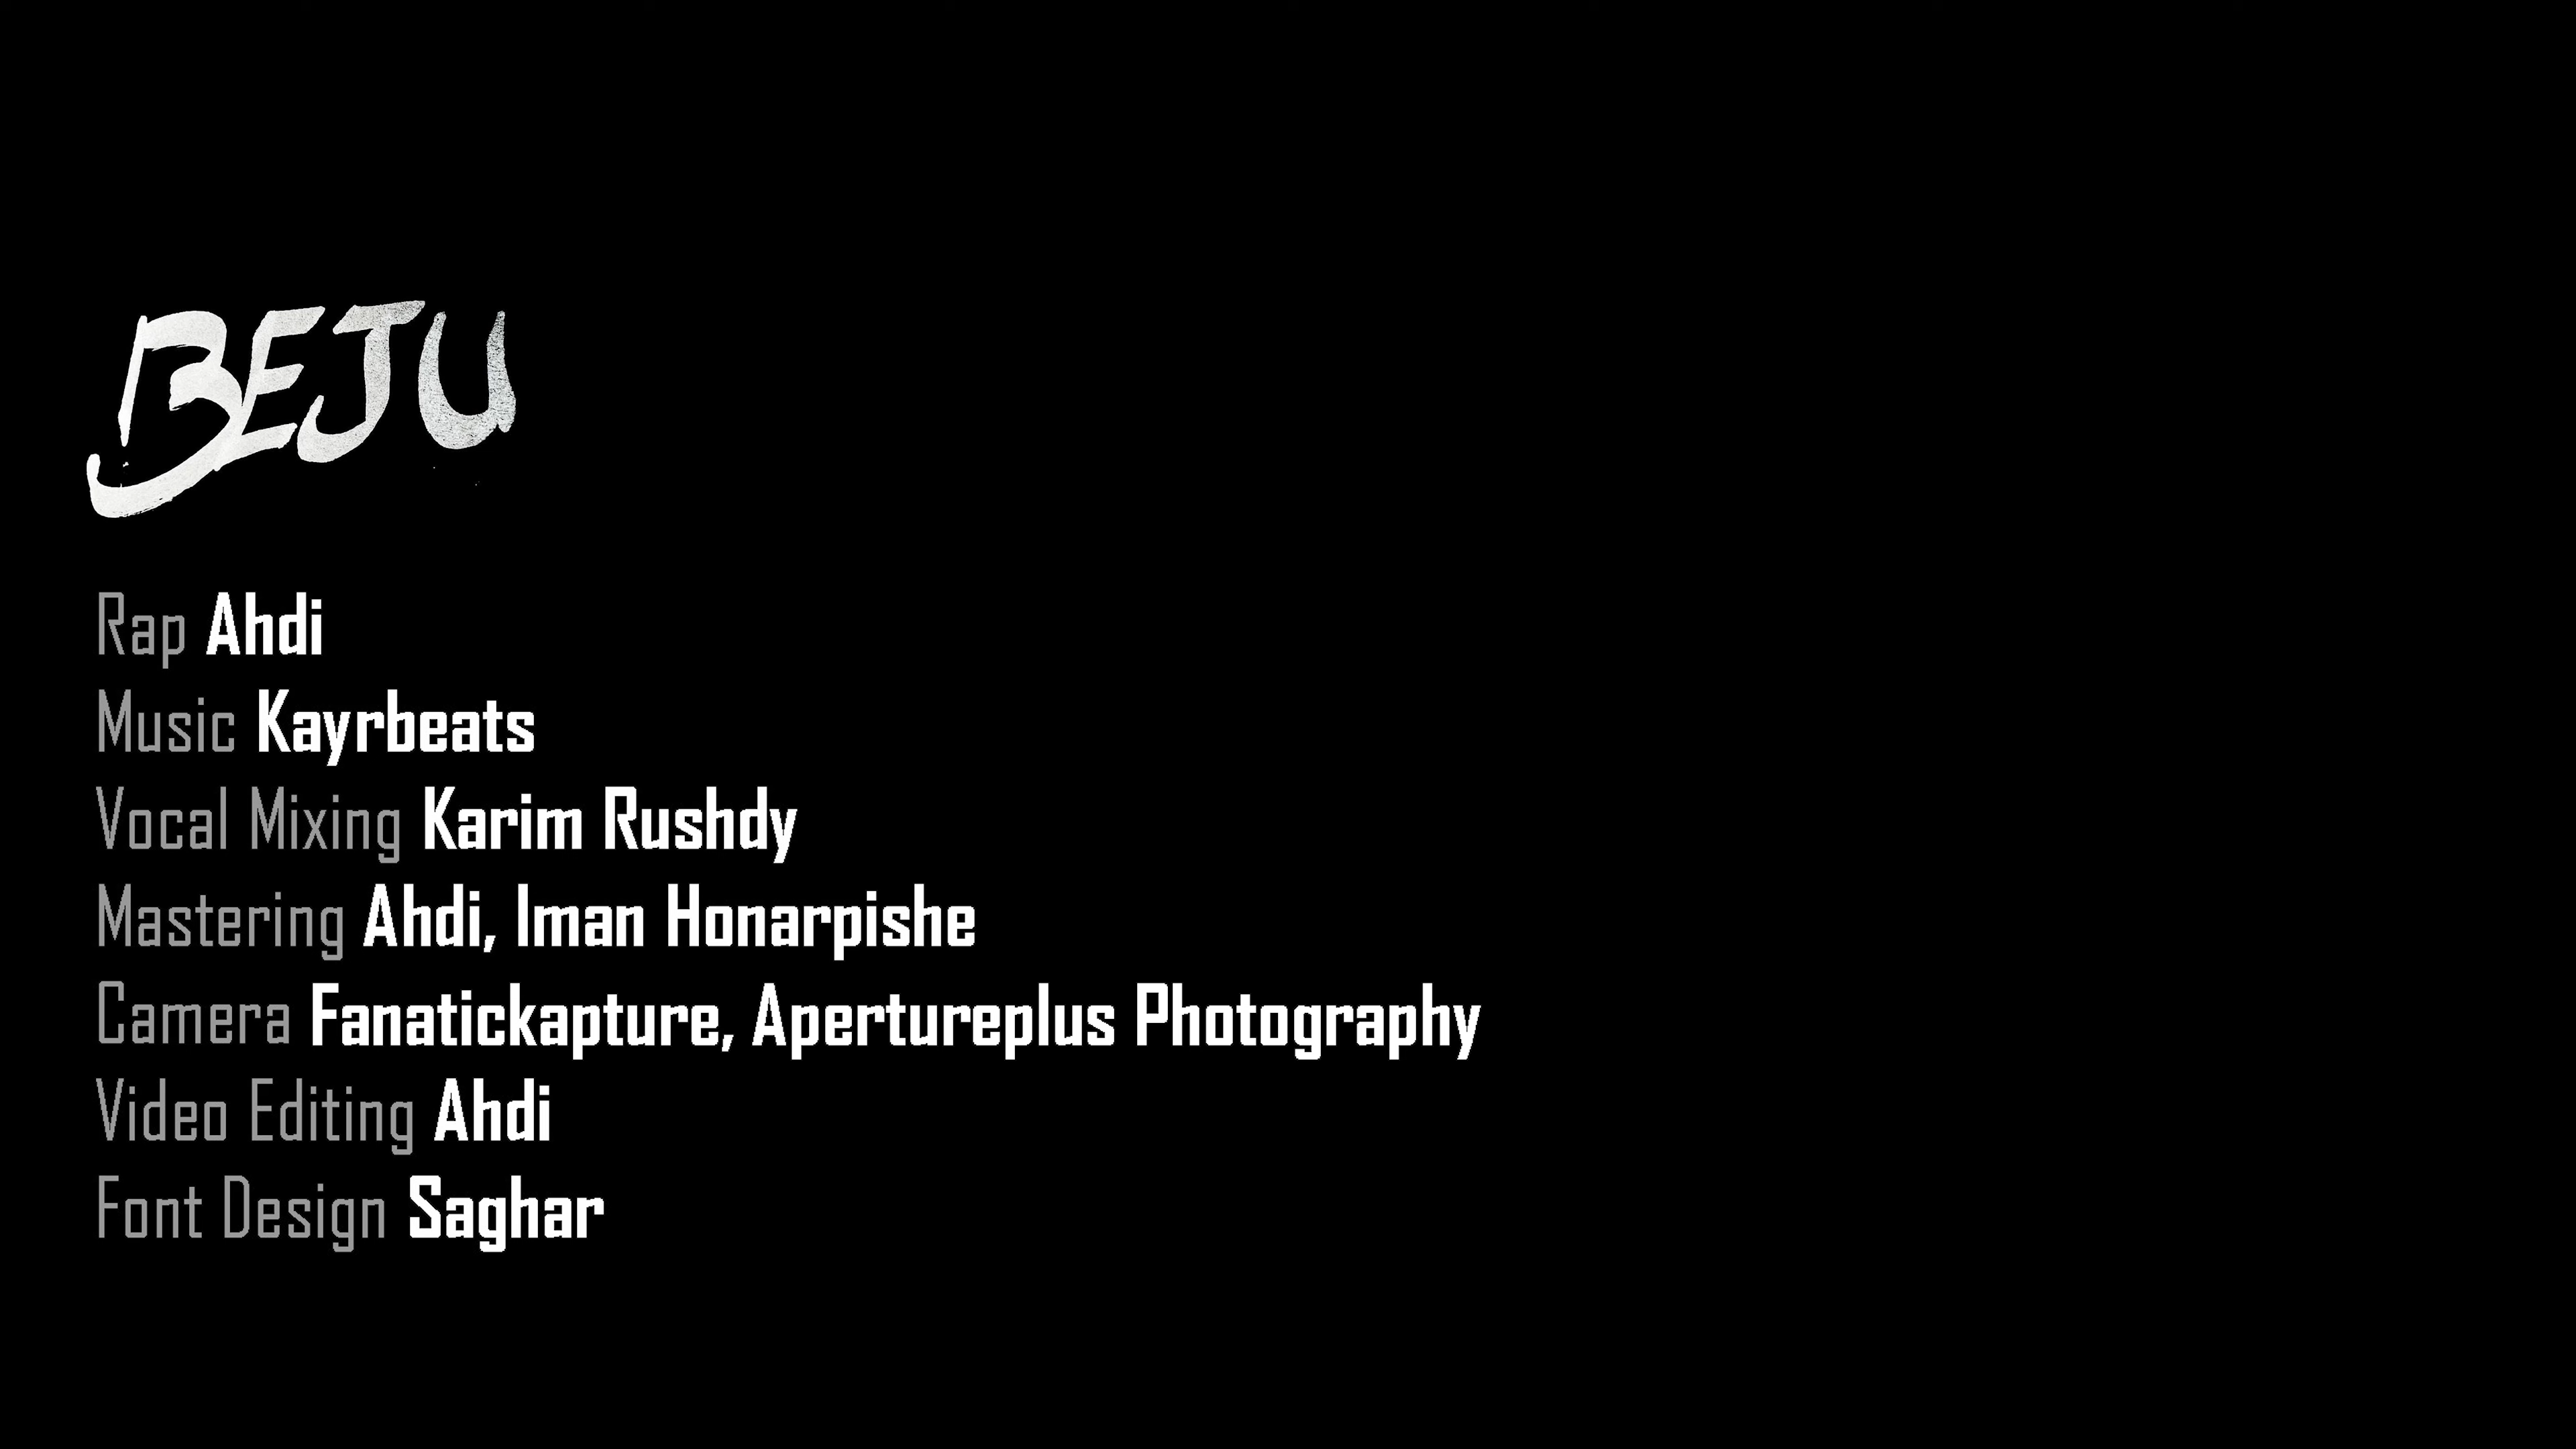 BEJU
Rap Ahdi
Music Kayrbeats
Vocal Mixing Karim Rushdy
Mastering Ahdi, Iman Honarpishe
Camera Fanatickapture, Apertureplus Photography
Video Editing Ahdi
Font Design Saghar